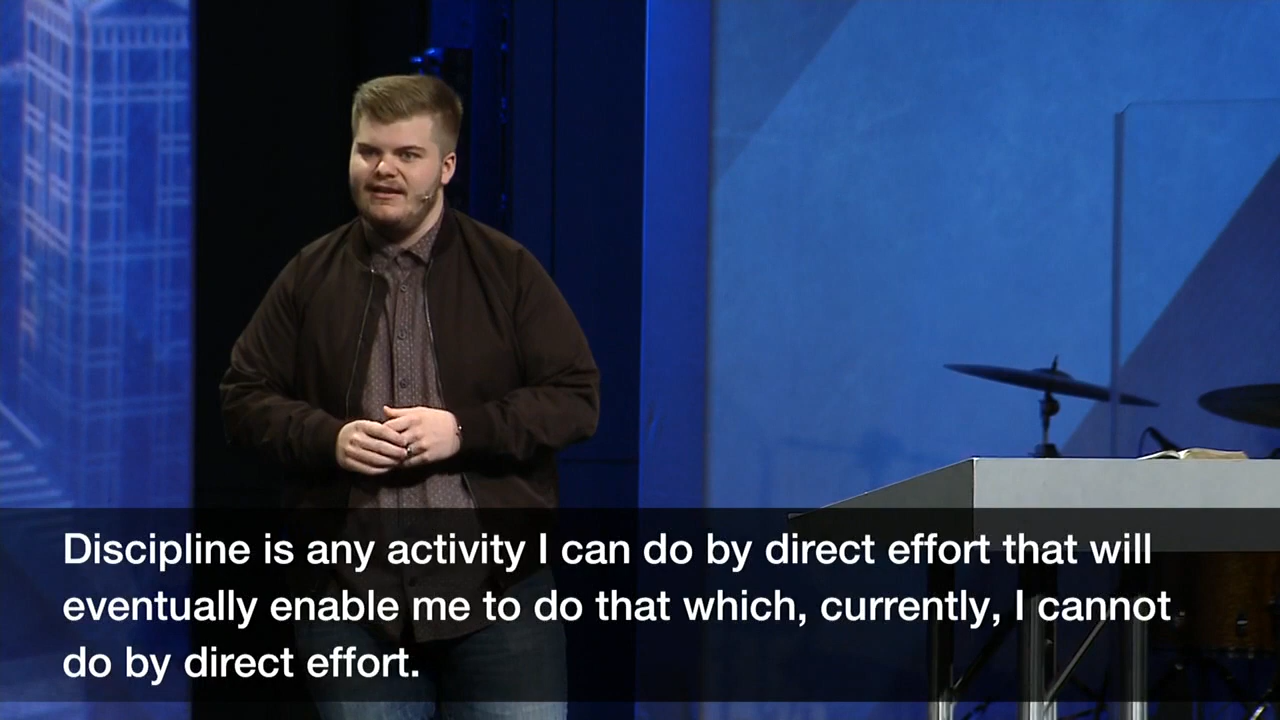 Discipline is any activity I can do by direct effort that will
eventually enable me to do that which, currently, I cannot
do by direct effort.